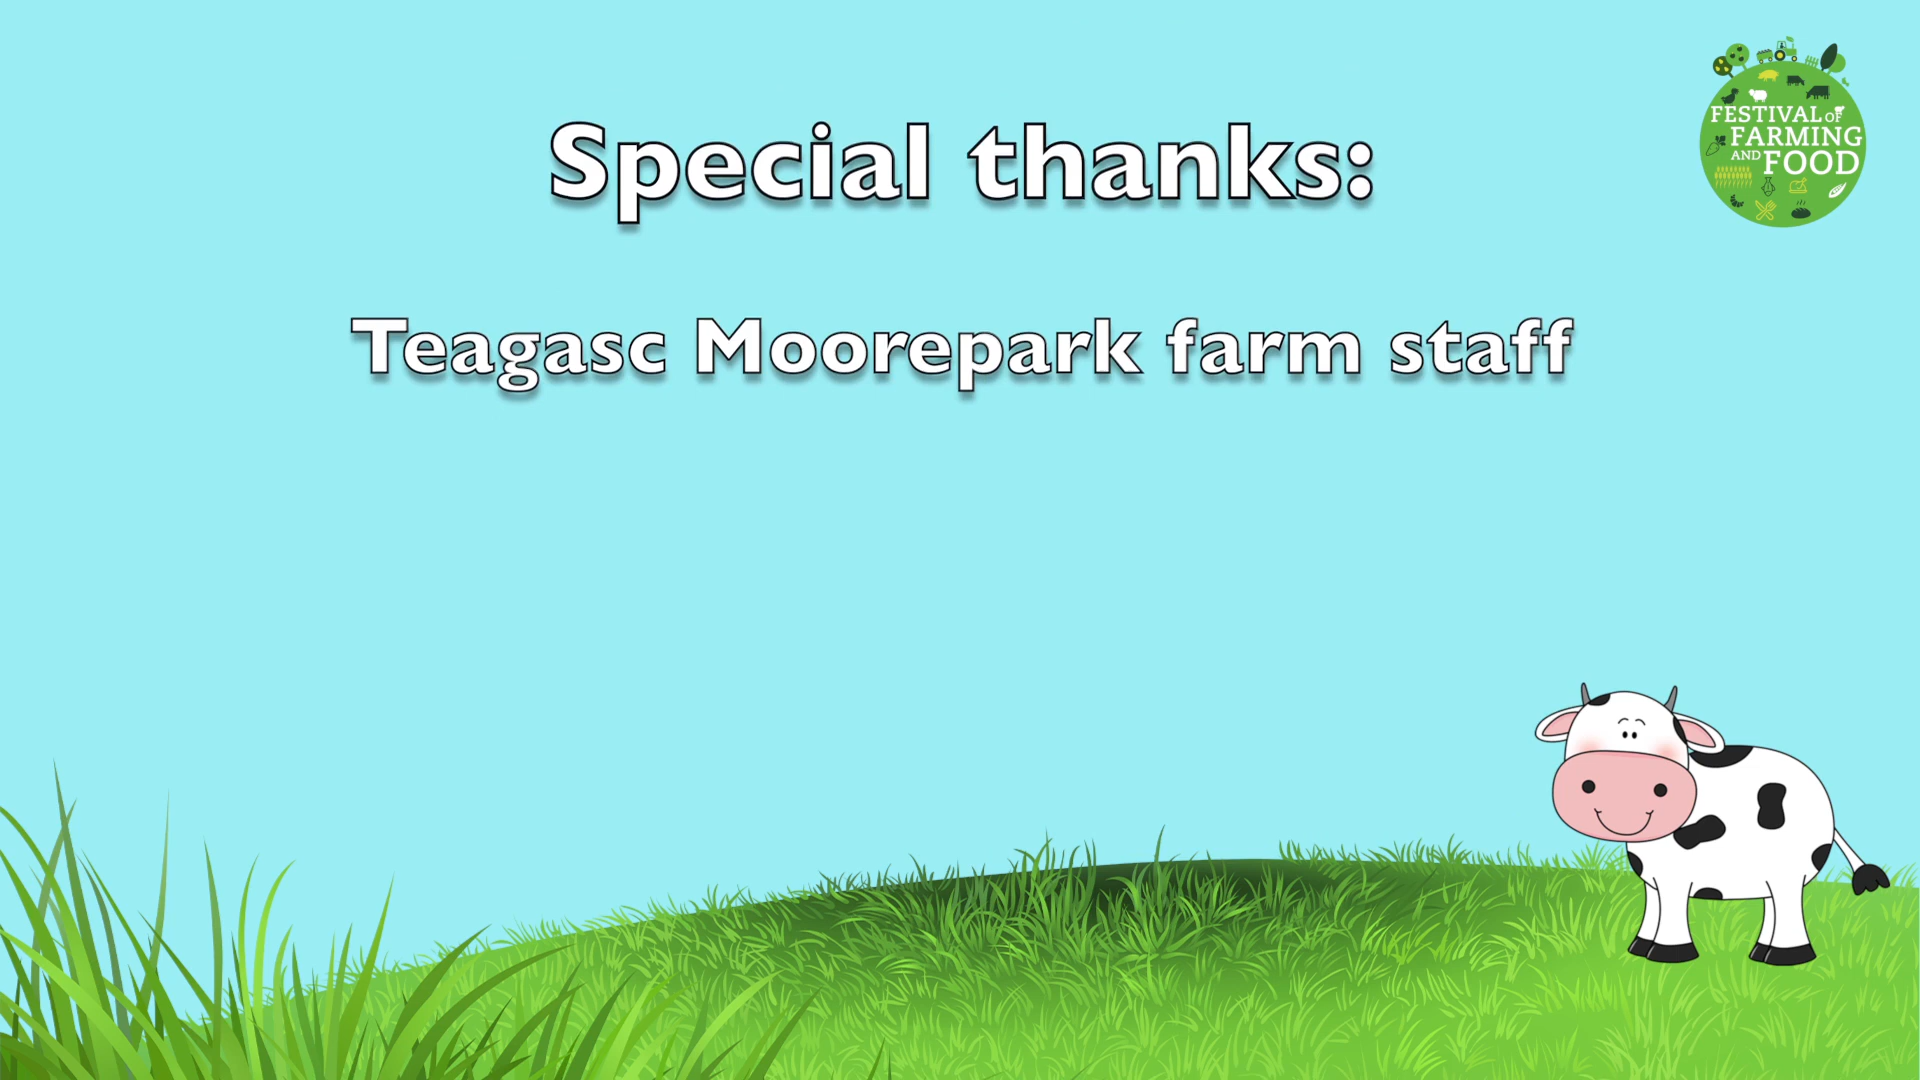 Special thanks:
Teagasc Moorepark farm staff
FESTIVAL OF
FARMING
AND FOOD